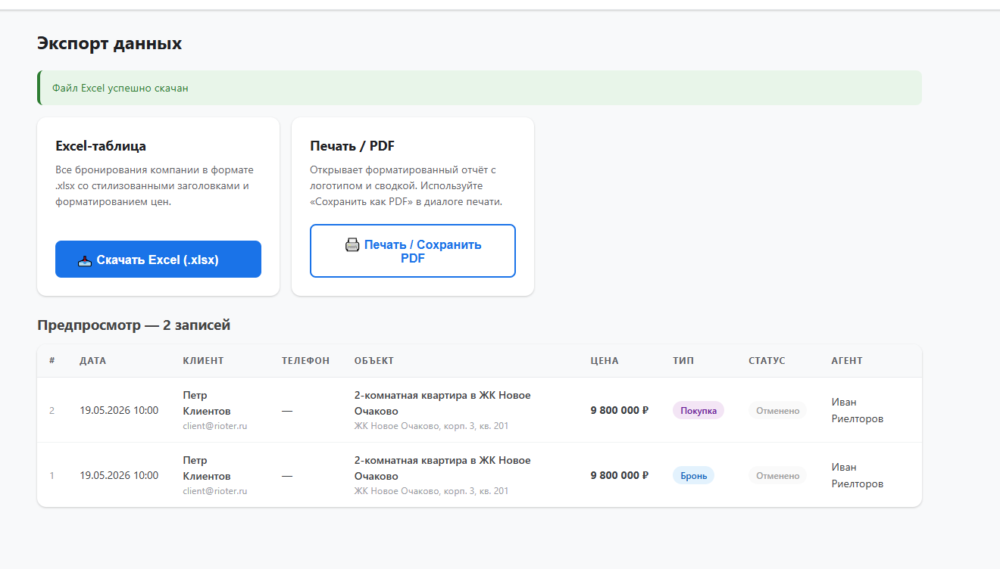 Экспорт данных
Файл Excel успешно скачан
Excel-таблица
Все бронирования компании в формате
.xlsx со стилизованными заголовками и
форматированием цен.
Скачать Excel (.xlsx)
Печать / PDF
Открывает форматированный отчёт с
логотипом и сводкой. Используйте
«Сохранить как PDF» в диалоге печати.
Печать / Сохранить
PDF
Предпросмотр — 2 записей
# ДАТА КЛИЕНТ ТЕЛЕФОН ОБЪЕКТ ЦЕНА ТИП СТАТУС АГЕНТ
2 19.05.2026 10:00 Петр Клиентов client@rioter.ru — 2-комнатная квартира в ЖК Новое Очаково ЖК Новое Очаково, корп. 3, кв. 201 9 800 000 ₽ Покупка Отменено Иван Риелторов
1 19.05.2026 10:00 Петр Клиентов client@rioter.ru — 2-комнатная квартира в ЖК Новое Очаково ЖК Новое Очаково, корп. 3, кв. 201 9 800 000 ₽ Бронь Отменено Иван Риелторов